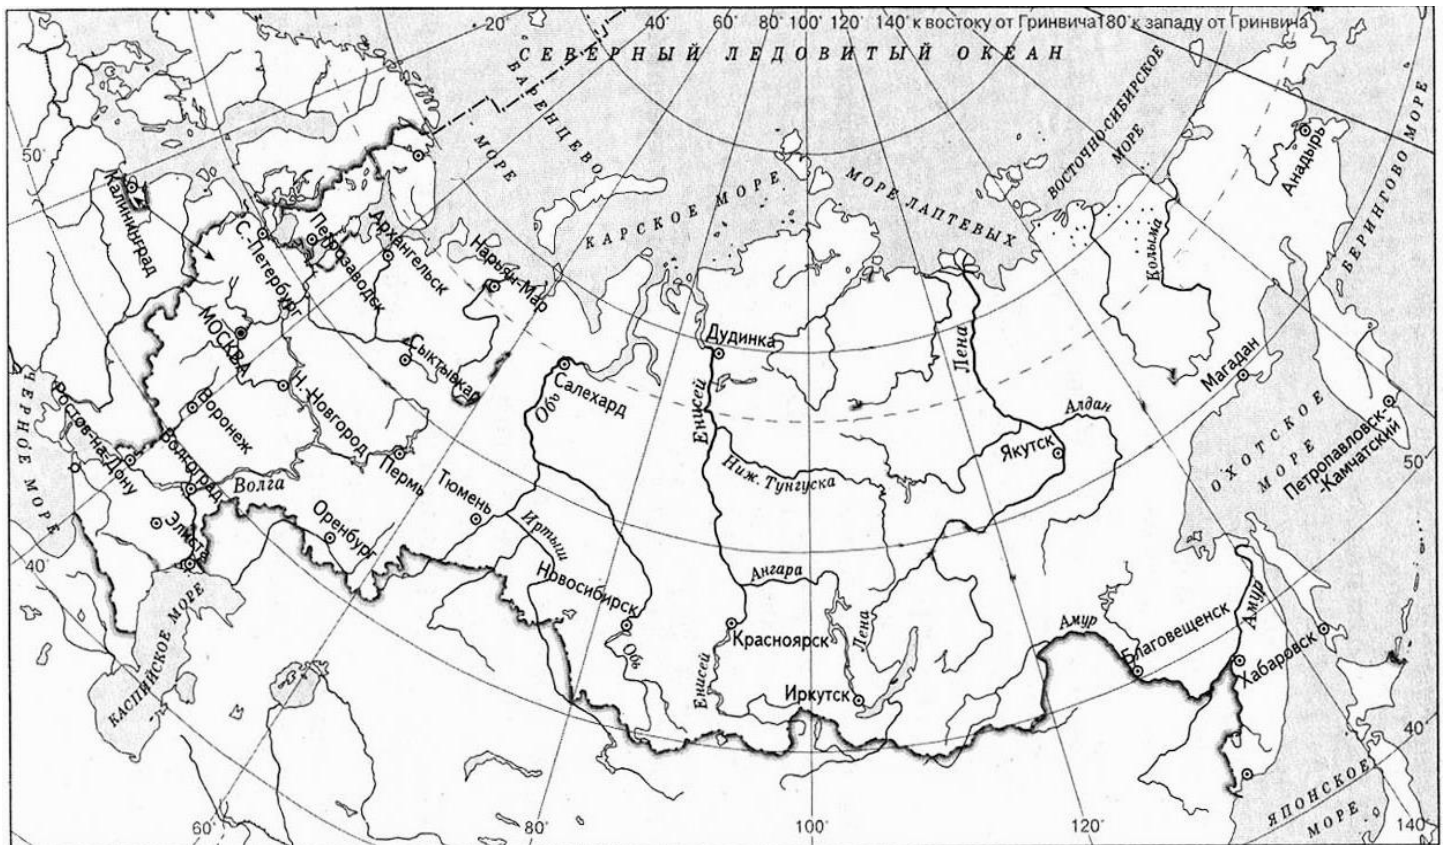 20° 40° 60° 80° 100° 120° 140° к востоку от Гринвича 180° к западу от Гринвича
СЕВЕРНЫЙ ЛЕДОВИТЫЙ ОКЕАН
БАРЕНЦЕВО
МОРЕ
ВОСТОЧНО-СИБИРСКОЕ
МОРЕ
КАРСКОЕ МОРЕ
МОРЕ ЛАПТЕВЫХ
БЕРИНГОВО МОРЕ
Анадырь
50°
Калининград
С.-Петербург
Петрозаводск
Архангельск
Нарьян-Мар
Колыма
МОСКВА
Сыктывкар
Дудинка
Лена
Магадан
ЧЕРНОЕ МОРЕ
Ростов-на-Дону
Воронеж
Н. Новгород
Салехард
Обь
Енисей
Алдан
Якутск
ОХОТСКОЕ
МОРЕ
Петропавловск-
-Камчатский
50°
Волгоград
Волга
Пермь
Тюмень
Ниж. Тунгуска
Элиста
Оренбург
Иртыш
40°
Новосибирск
Ангара
КАСПИЙСКОЕ МОРЕ
Красноярск
Лена
Амур
Благовещенск
Амур
Хабаровск
Обь
Енисей
Иркутск
40°
ЯПОНСКОЕ
МОРЕ
60° 80° 100° 120° 140°